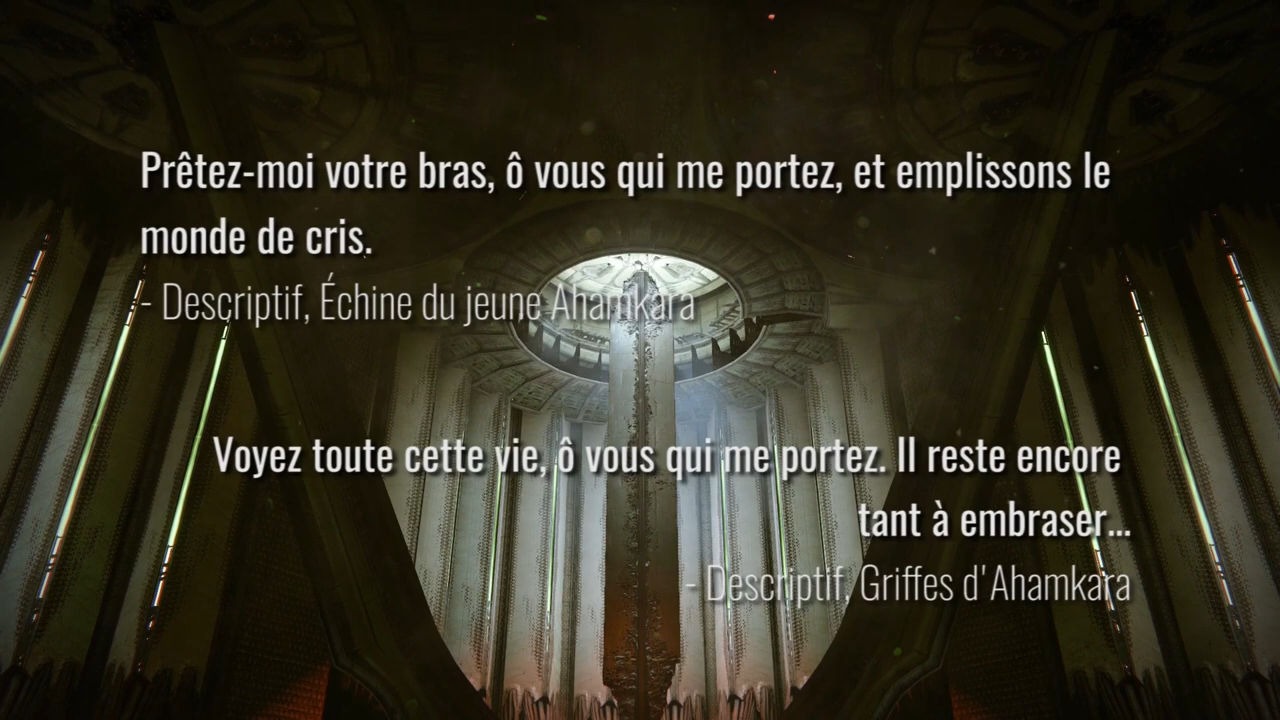 Prêtez-moi votre bras, ô vous qui me portez, et emplissons le
monde de cris.
- Descriptif, Échine du jeune Ahamkara
Voyez toute cette vie, ô vous qui me portez. Il reste encore
tant à embraser...
- Descriptif, Griffes d'Ahamkara